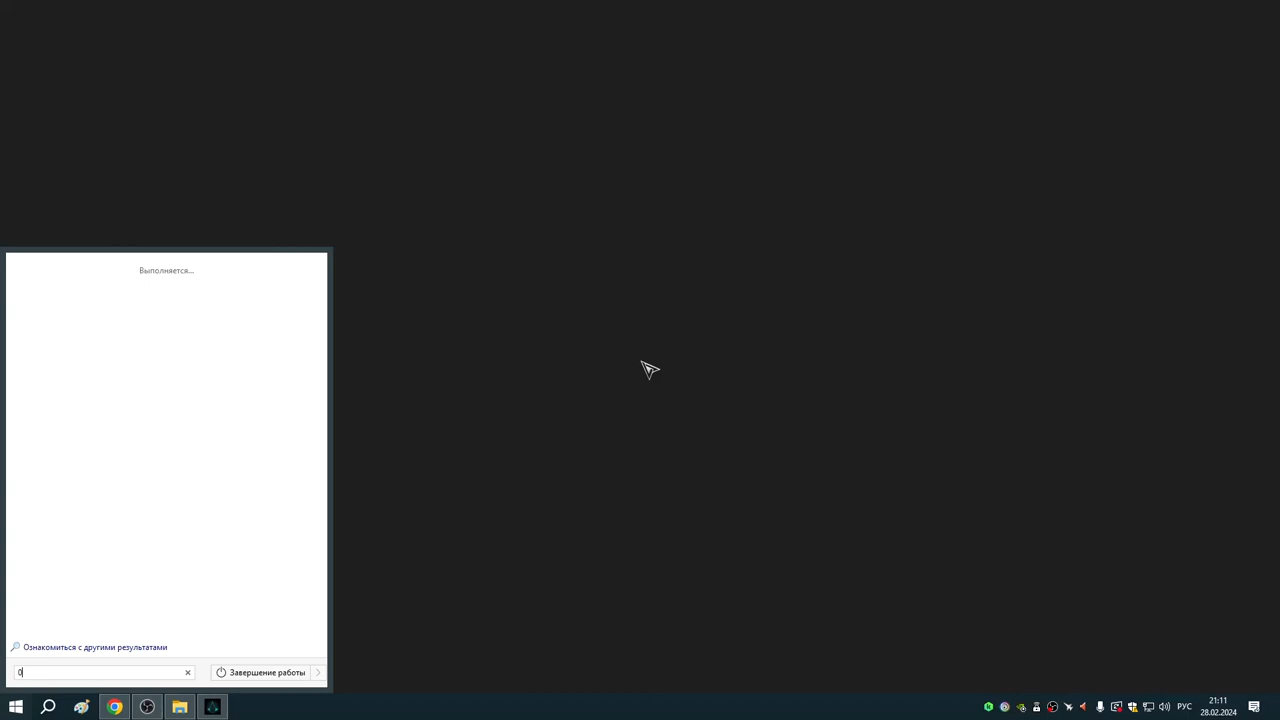 Выполняется...
Ознакомиться с другими результатами
0
Завершение работы
РУС
21:11
28.02.2024